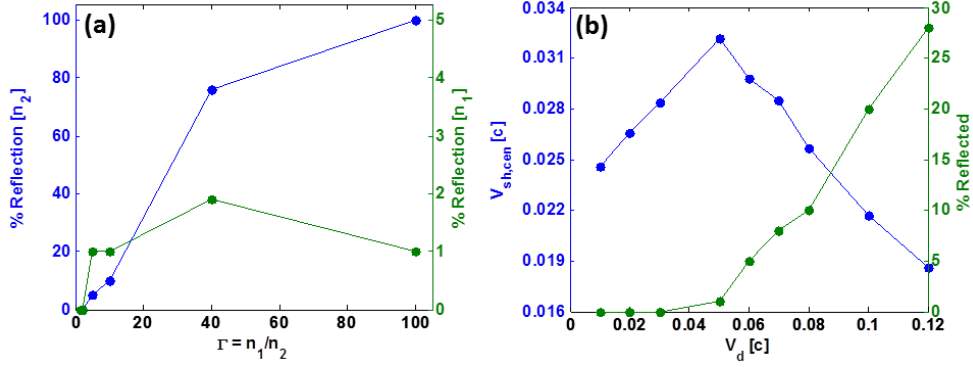 (a)
% Reflection [n2]
100
80
60
40
20
0
% Reflection [n1]
5
4
3
2
1
0
0 20 40 60 80 100
Γ = n1/n2
(b)
Vsh,cen [c]
0.034
0.031
0.028
0.025
0.022
0.019
0.016
% Reflected
30
25
20
15
10
5
0
0 0.02 0.04 0.06 0.08 0.1 0.12
Vd [c]